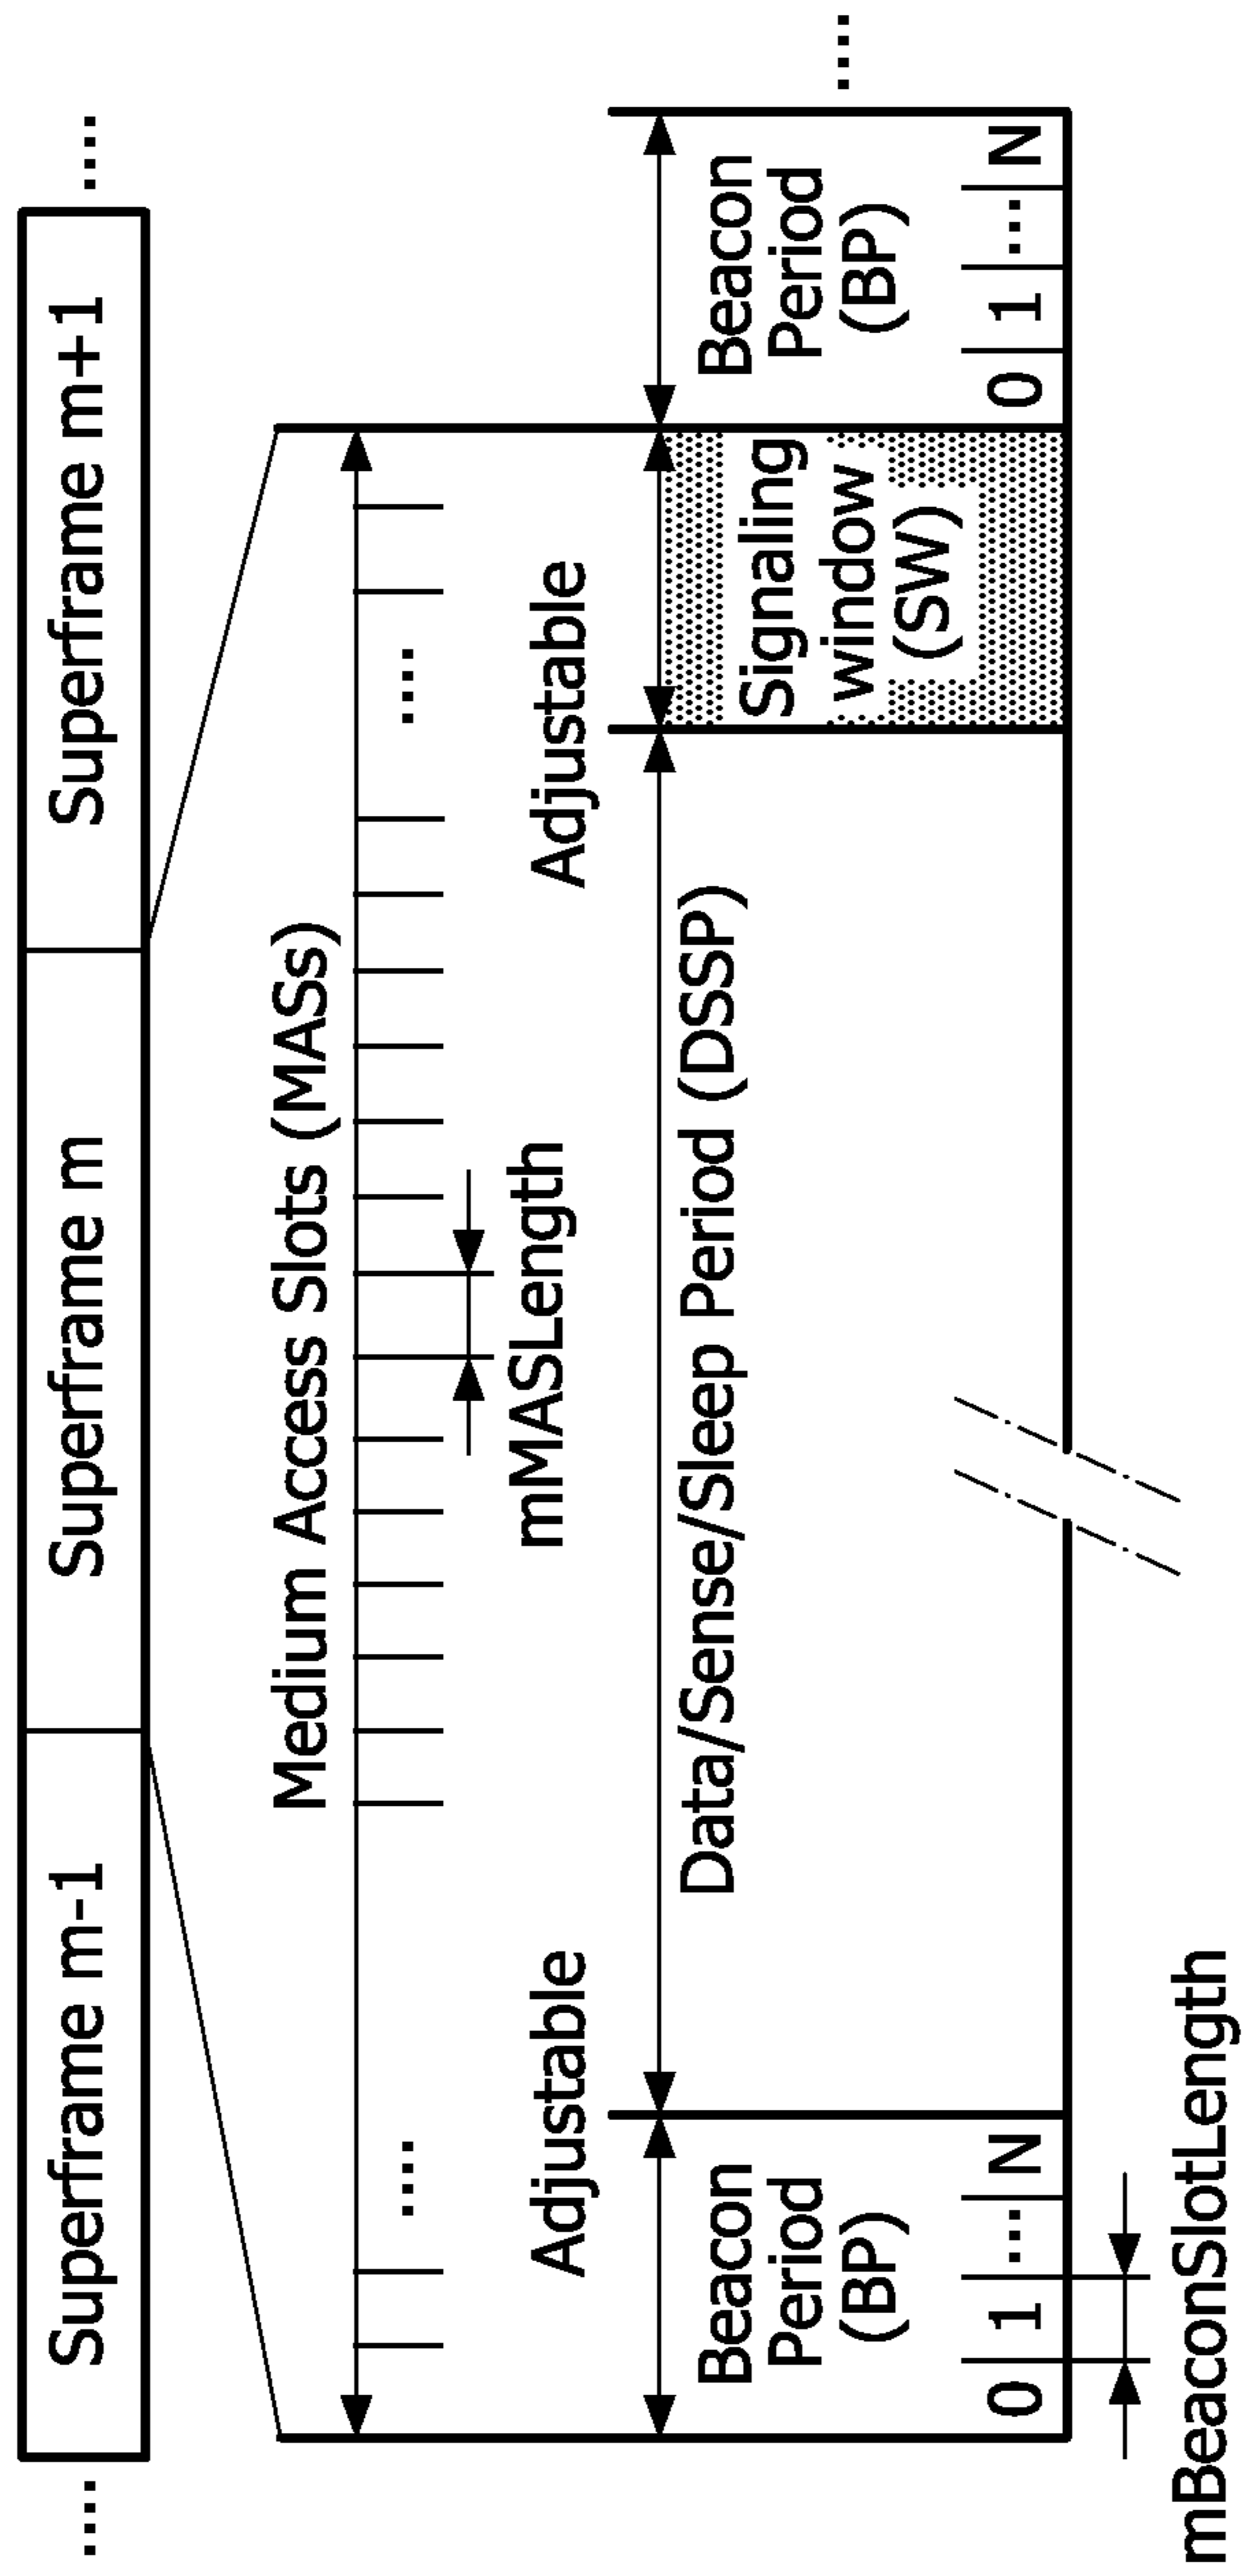 .... Superframe m-1 Superframe m Superframe m+1 ....
Medium Access Slots (MASs)
.... ....
mMASLength
Adjustable Adjustable
Data/Sense/Sleep Period (DSSP)
Beacon
Period
(BP)
Signaling
window
(SW)
Beacon
Period
(BP)
....
0 1 ... N
0 1 ... N
mBeaconSlotLength